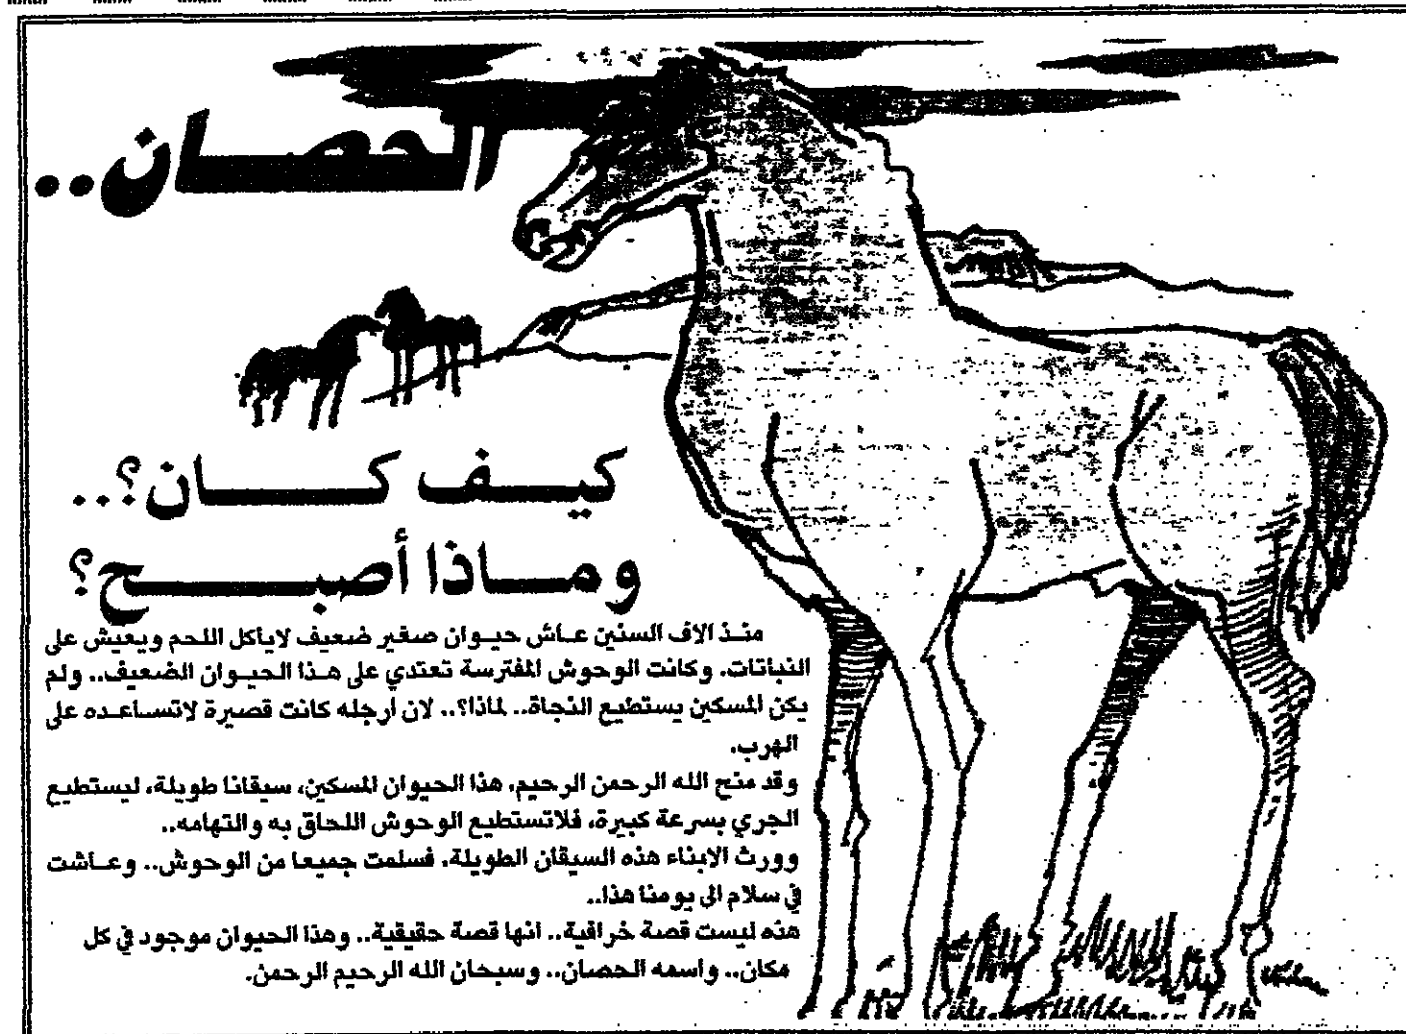 الحصان..
كيف كان؟..
وماذا أصبح؟
منذ الاف السنين عاش حيوان صغير ضعيف لاياكل اللحم ويعيش على
النباتات. وكانت الوحوش المفترسة تعتدي على هذا الحيوان الضعيف.. ولم
يكن المسكين يستطيع النجاة.. لماذا؟.. لان ارجله كانت قصيرة لاتساعده على
الهرب.
وقد منح الله الرحمن الرحيم، هذا الحيوان المسكين، سيقانا طويلة، ليستطيع
الجري بسرعة كبيرة، فلاتستطيع الوحوش اللحاق به والتهامه..
وورث الابناء هذه السيقان الطويلة، فسلمت جميعا من الوحوش.. وعاشت
في سلام الى يومنا هذا..
هذه ليست قصة خرافية.. انها قصة حقيقية.. وهذا الحيوان موجود في كل
مكان.. واسمه الحصان.. وسبحان الله الرحيم الرحمن.